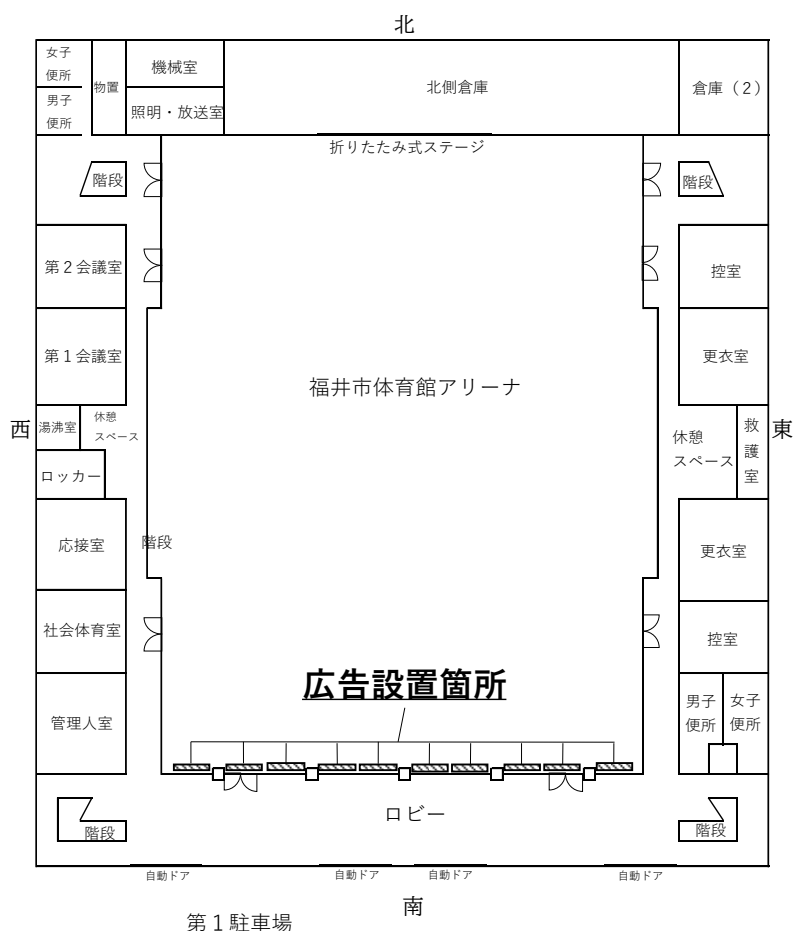 北
女子
便所
男子
便所
物置
機械室
照明・放送室
北側倉庫
倉庫（２）
折りたたみ式ステージ
階段
階段
第２会議室
控室
第１会議室
更衣室
福井市体育館アリーナ
西
湯沸室
休憩
スペース
休憩
スペース
救
護
室
東
ロッカー
応接室
階段
更衣室
社会体育室
控室
広告設置箇所
管理人室
男子
便所
女子
便所
ロビー
階段
階段
自動ドア
自動ドア
自動ドア
自動ドア
南
第１駐車場